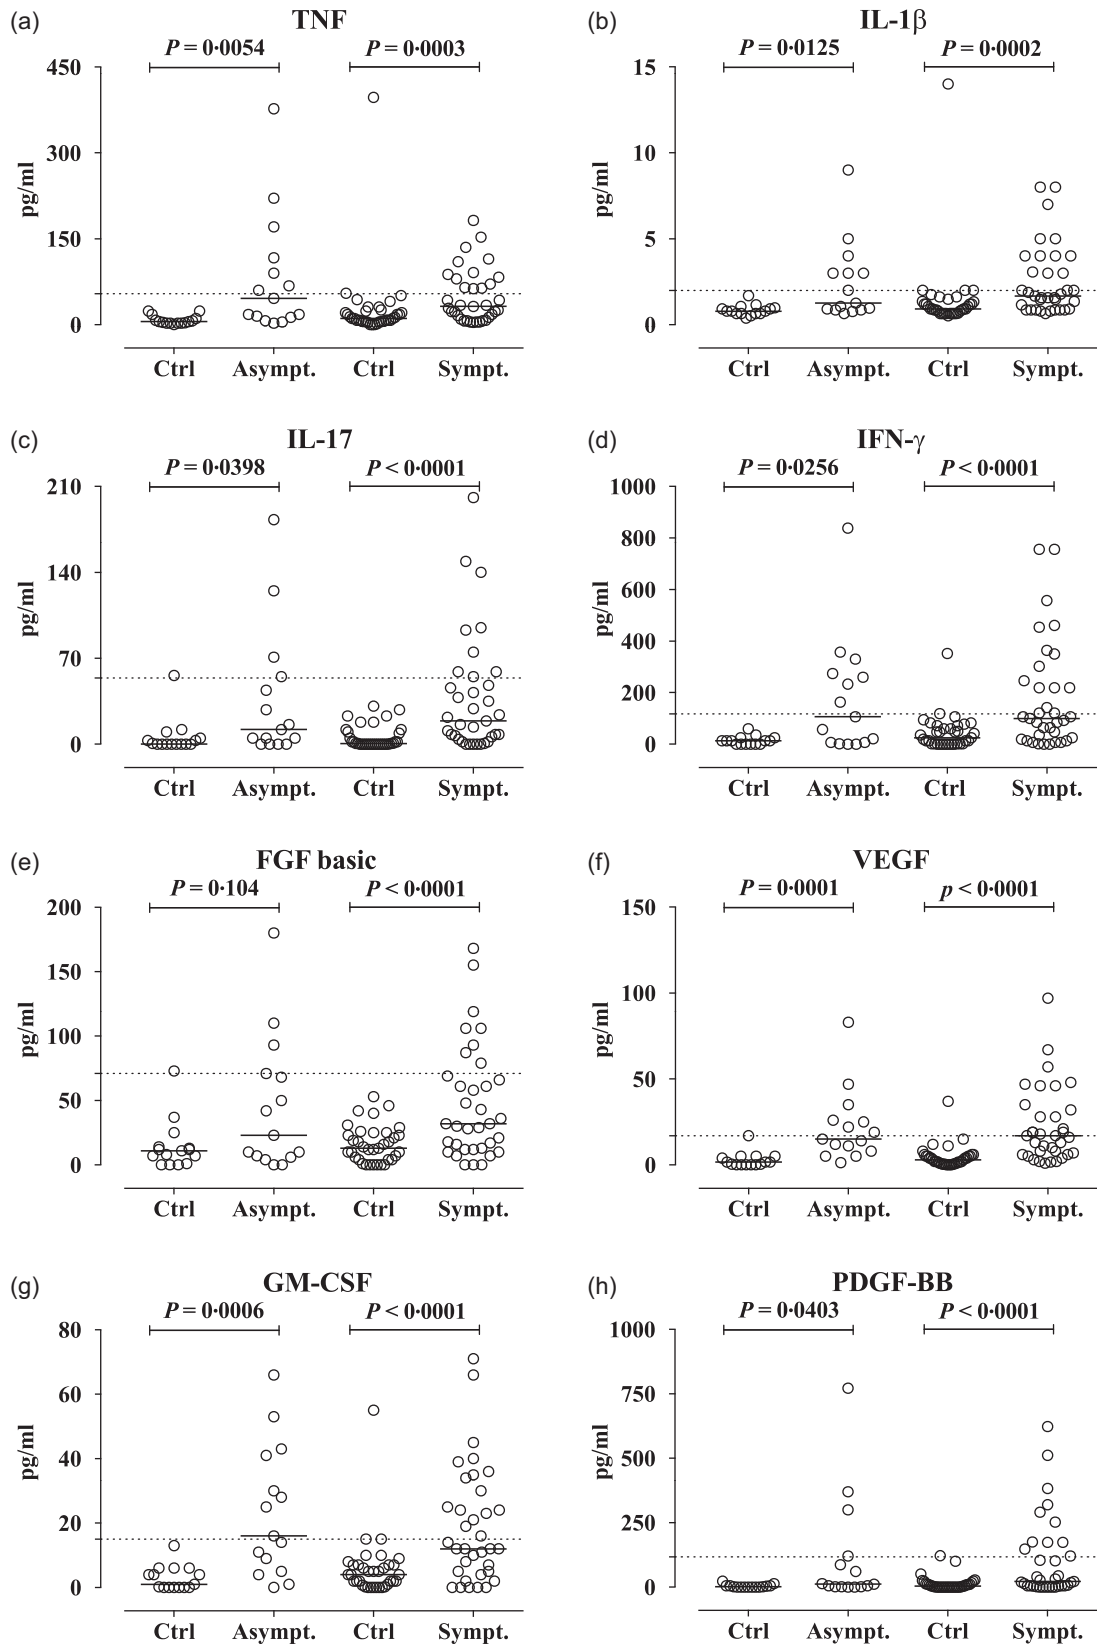 (a) TNF
P = 0·0054 P = 0·0003
450
300
150
0
pg/ml
Ctrl Asympt. Ctrl Sympt.
(b) IL-1β
P = 0·0125 P = 0·0002
15
10
5
0
pg/ml
Ctrl Asympt. Ctrl Sympt.
(c) IL-17
P = 0·0398 P < 0·0001
210
140
70
0
pg/ml
Ctrl Asympt. Ctrl Sympt.
(d) IFN-γ
P = 0·0256 P < 0·0001
1000
800
600
400
200
0
pg/ml
Ctrl Asympt. Ctrl Sympt.
(e) FGF basic
P = 0·104 P < 0·0001
200
150
100
50
0
pg/ml
Ctrl Asympt. Ctrl Sympt.
(f) VEGF
P = 0·0001 p < 0·0001
150
100
50
0
pg/ml
Ctrl Asympt. Ctrl Sympt.
(g) GM-CSF
P = 0·0006 P < 0·0001
80
60
40
20
0
pg/ml
Ctrl Asympt. Ctrl Sympt.
(h) PDGF-BB
P = 0·0403 P < 0·0001
1000
750
500
250
0
pg/ml
Ctrl Asympt. Ctrl Sympt.